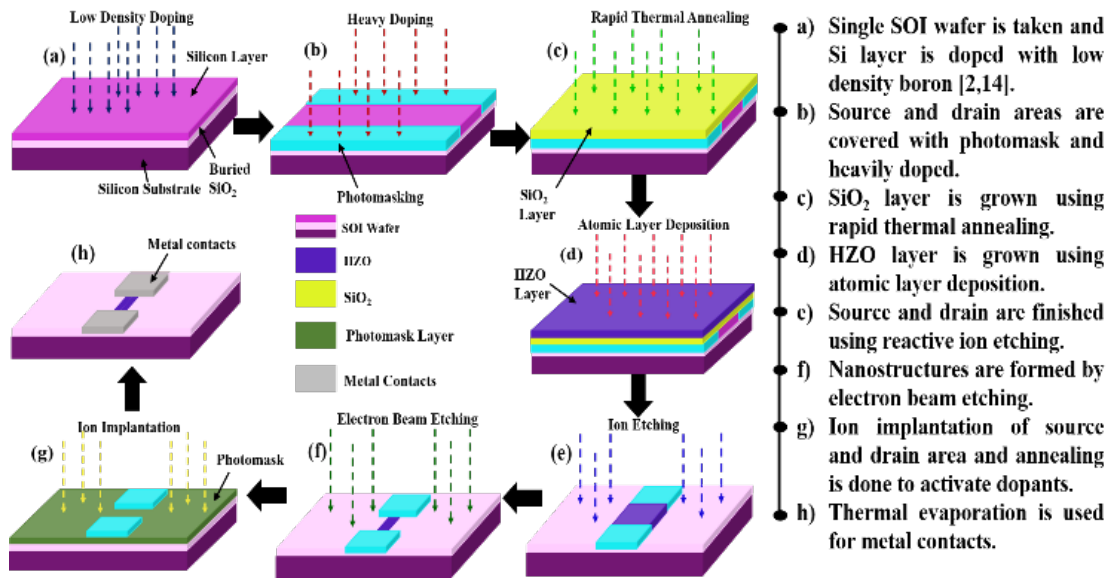 Low Density Doping
(a)
Silicon Layer
Buried
SiO2
Silicon Substrate
Heavy Doping
(b)
Photomasking
Rapid Thermal Annealing
(c)
SiO2
Layer
SOI Wafer
HZO
SiO2
Photomask Layer
Metal Contacts
Atomic Layer Deposition
(d)
HZO
Layer
Ion Etching
(e)
Electron Beam Etching
(f)
Ion Implantation
(g)
Photomask
(h)
Metal contacts
a) Single SOI wafer is taken and
Si layer is doped with low
density boron [2,14].
b) Source and drain areas are
covered with photomask and
heavily doped.
c) SiO2 layer is grown using
rapid thermal annealing.
d) HZO layer is grown using
atomic layer deposition.
e) Source and drain are finished
using reactive ion etching.
f) Nanostructures are formed by
electron beam etching.
g) Ion implantation of source
and drain area and annealing
is done to activate dopants.
h) Thermal evaporation is used
for metal contacts.